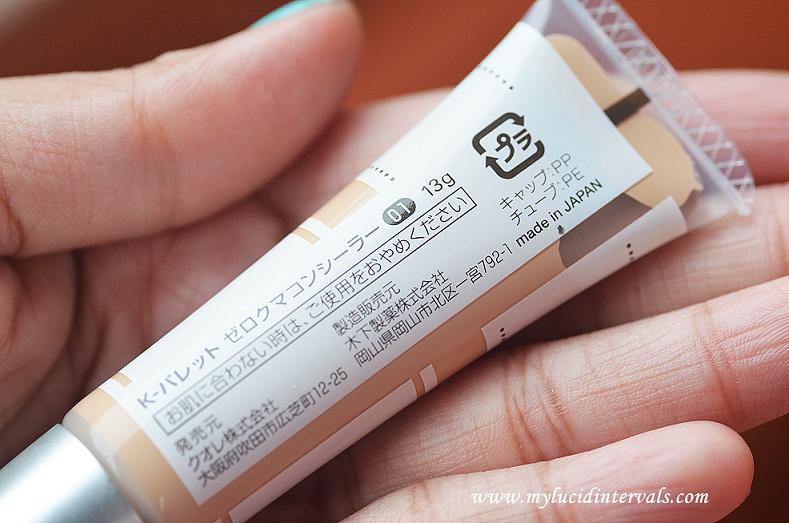 プラ
キャップ:PP
チューブ:PE
made in JAPAN
K-パレット ゼロクマコンシーラー 01 13g
お肌に合わない時は、ご使用をおやめください
発売元
クオレ株式会社
大阪府吹田市広芝町12-25
製造販売元
木下製薬株式会社
岡山県岡山市北区一宮792-1
www.mylucidintervals.com